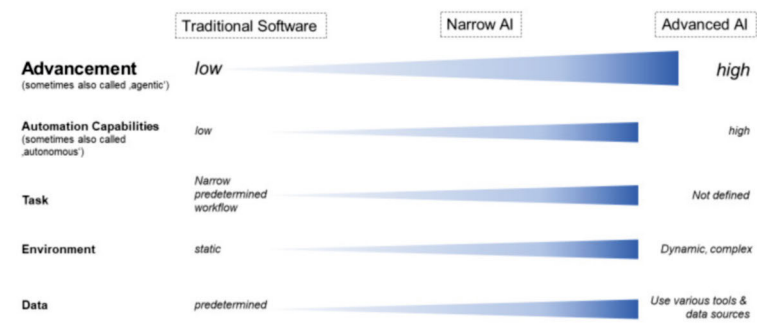 Traditional Software Narrow AI Advanced AI
Advancement low high
(sometimes also called ‚agentic‘)
Automation Capabilities
(sometimes also called low high
‚autonomous‘)
Narrow
predetermined
workflow
Task Not defined
Environment static Dynamic, complex
Data predetermined Use various tools &
data sources